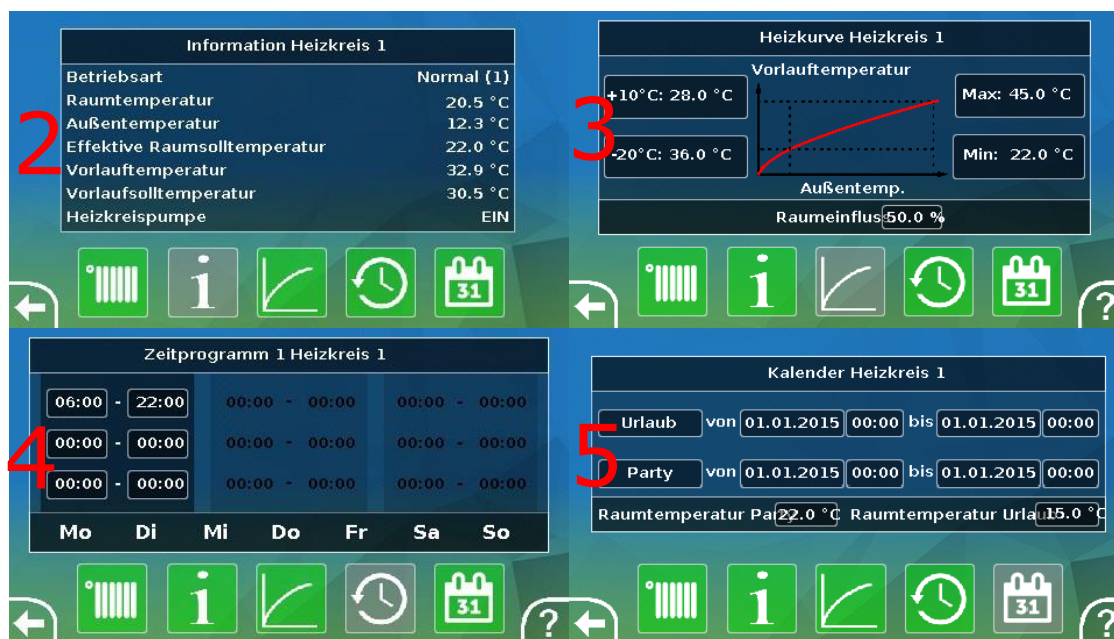 2
Information Heizkreis 1
Betriebsart Normal (1)
Raumtemperatur 20.5 °C
Außentemperatur 12.3 °C
Effektive Raumsolltemperatur 22.0 °C
Vorlauftemperatur 32.9 °C
Vorlaufsolltemperatur 30.5 °C
Heizkreispumpe EIN
31
3
Heizkurve Heizkreis 1
Vorlauftemperatur
+10°C: 28.0 °C Max: 45.0 °C
-20°C: 36.0 °C Min: 22.0 °C
Außentemp.
Raumeinfluss 50.0 %
31
?
4
Zeitprogramm 1 Heizkreis 1
06:00 - 22:00 00:00 - 00:00 00:00 - 00:00
00:00 - 00:00 00:00 - 00:00 00:00 - 00:00
00:00 - 00:00 00:00 - 00:00 00:00 - 00:00
Mo Di Mi Do Fr Sa So
31
?
5
Kalender Heizkreis 1
Urlaub von 01.01.2015 00:00 bis 01.01.2015 00:00
Party von 01.01.2015 00:00 bis 01.01.2015 00:00
Raumtemperatur Party 22.0 °C Raumtemperatur Urlaub 15.0 °C
31
?